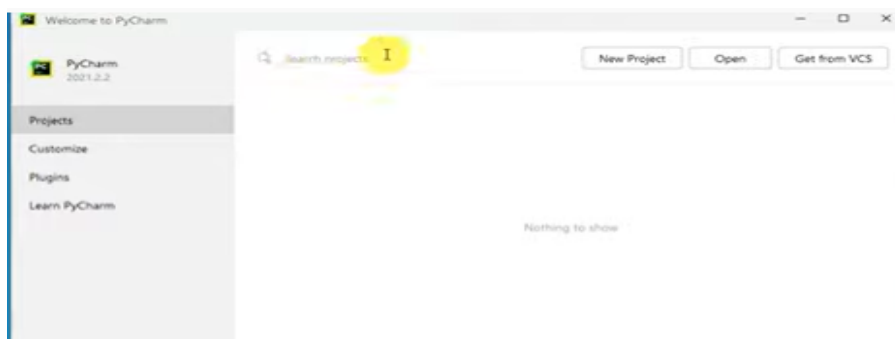 Welcome to PyCharm
PyCharm
2021.2.2
Search projects
New Project
Open
Get from VCS
Projects
Customize
Plugins
Learn PyCharm
Nothing to show